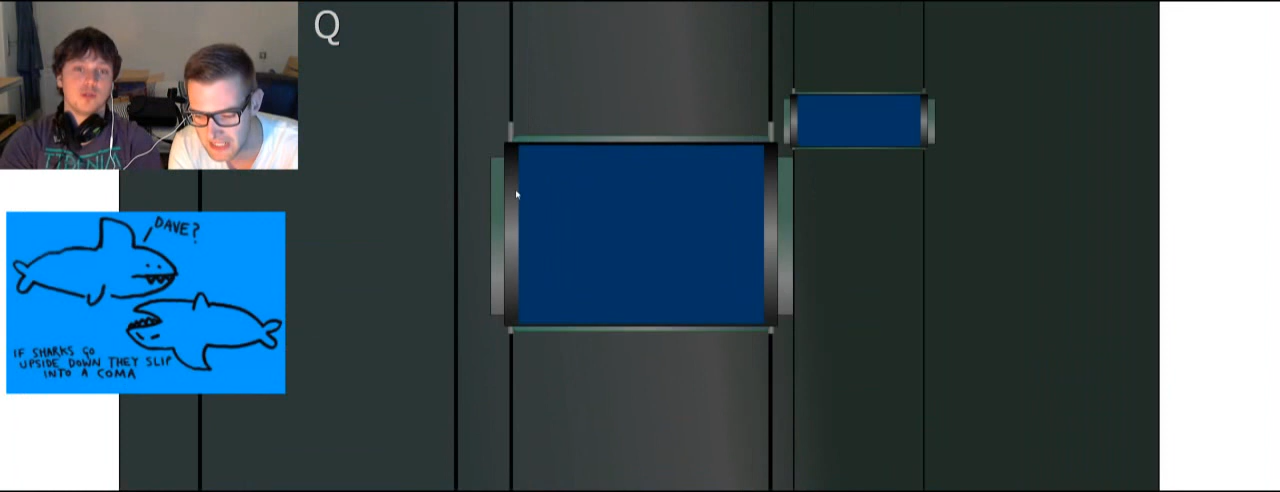 Q
DAVE?
IF SHARKS GO
UPSIDE DOWN THEY SLIP
INTO A COMA